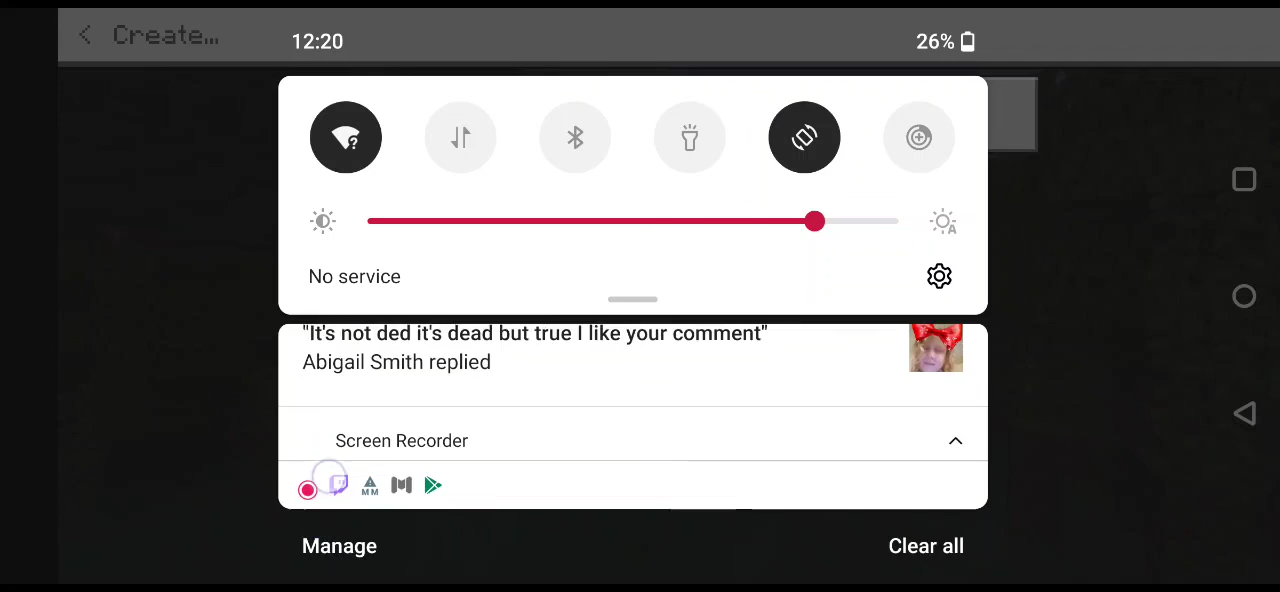 Create...
12:20
26%
A
No service
"It's not ded it's dead but true I like your comment"
Abigail Smith replied
Screen Recorder
MM
Manage
Clear all